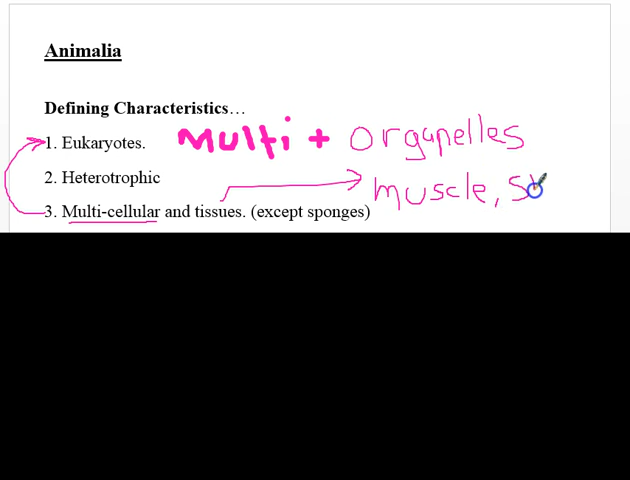 Animalia
Defining Characteristics…
1. Eukaryotes. Multi + Organelles
2. Heterotrophic
muscle,
3. Multi-cellular and tissues. (except sponges)